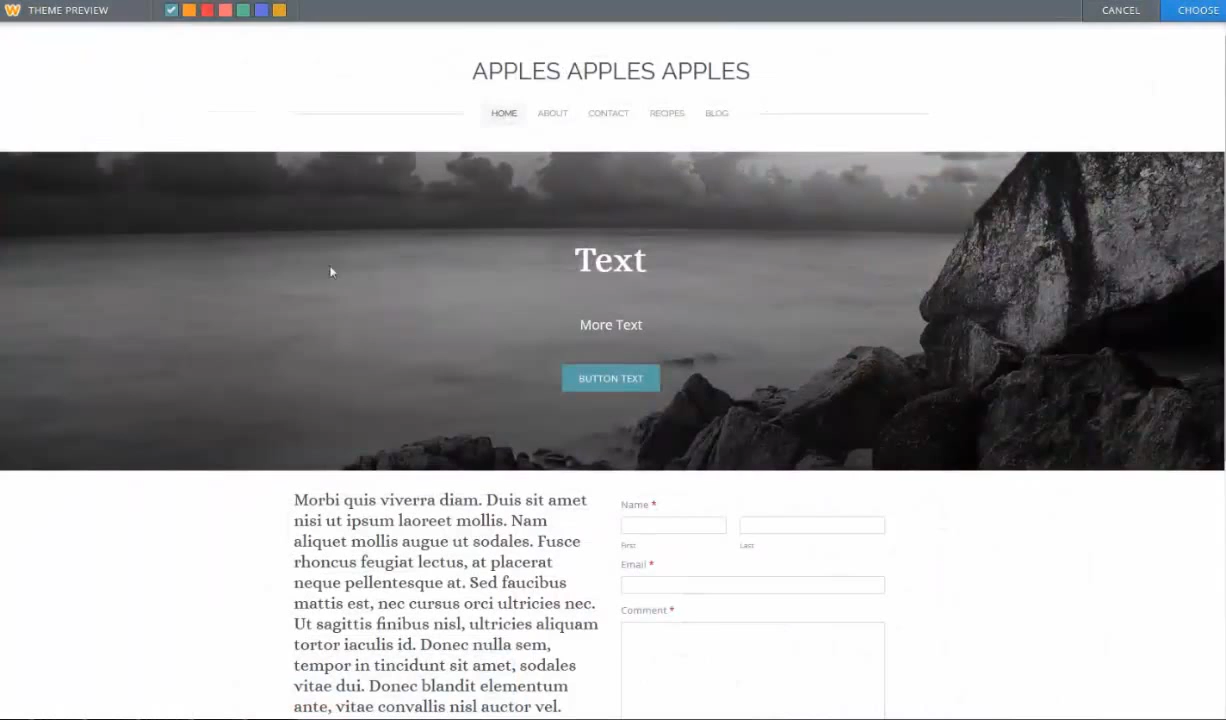 THEME PREVIEW
CANCEL
CHOOSE
APPLES APPLES APPLES
HOME ABOUT CONTACT RECIPES BLOG
Text
More Text
BUTTON TEXT
Morbi quis viverra diam. Duis sit amet
nisi ut ipsum laoreet mollis. Nam
aliquet mollis augue ut sodales. Fusce
rhoncus feugiat lectus, at placerat
neque pellentesque at. Sed faucibus
mattis est, nec cursus orci ultricies nec.
Ut sagittis finibus nisl, ultricies aliquam
tortor iaculis id. Donec nulla sem,
tempor in tincidunt sit amet, sodales
vitae dui. Donec blandit elementum
ante, vitae convallis nisl auctor vel.
Name *
First Last
Email *
Comment *